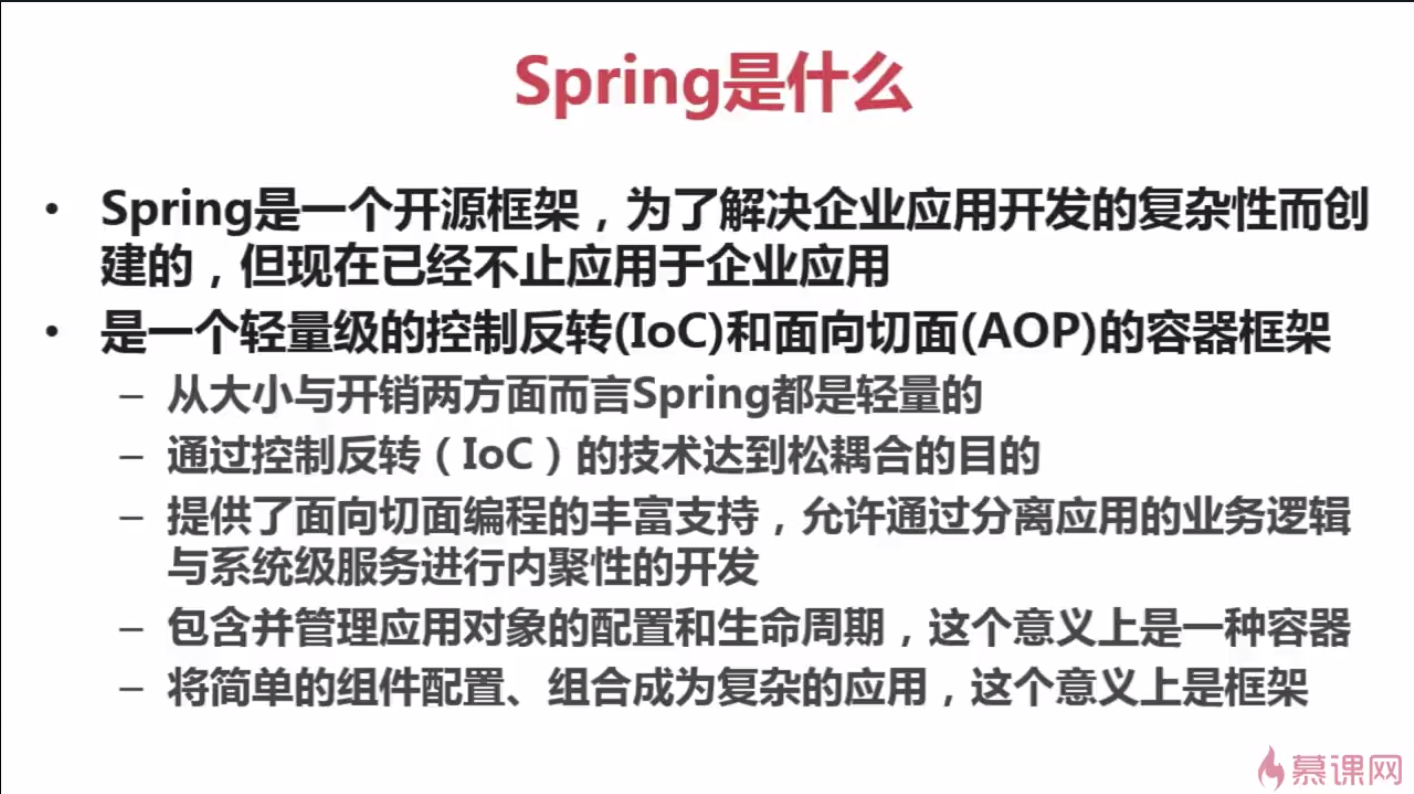 Spring是什么
• Spring是一个开源框架，为了解决企业应用开发的复杂性而创
建的，但现在已经不止应用于企业应用
• 是一个轻量级的控制反转(IoC)和面向切面(AOP)的容器框架
– 从大小与开销两方面而言Spring都是轻量的
– 通过控制反转（IoC）的技术达到松耦合的目的
– 提供了面向切面编程的丰富支持，允许通过分离应用的业务逻辑
与系统级服务进行内聚性的开发
– 包含并管理应用对象的配置和生命周期，这个意义上是一种容器
– 将简单的组件配置、组合成为复杂的应用，这个意义上是框架
慕课网